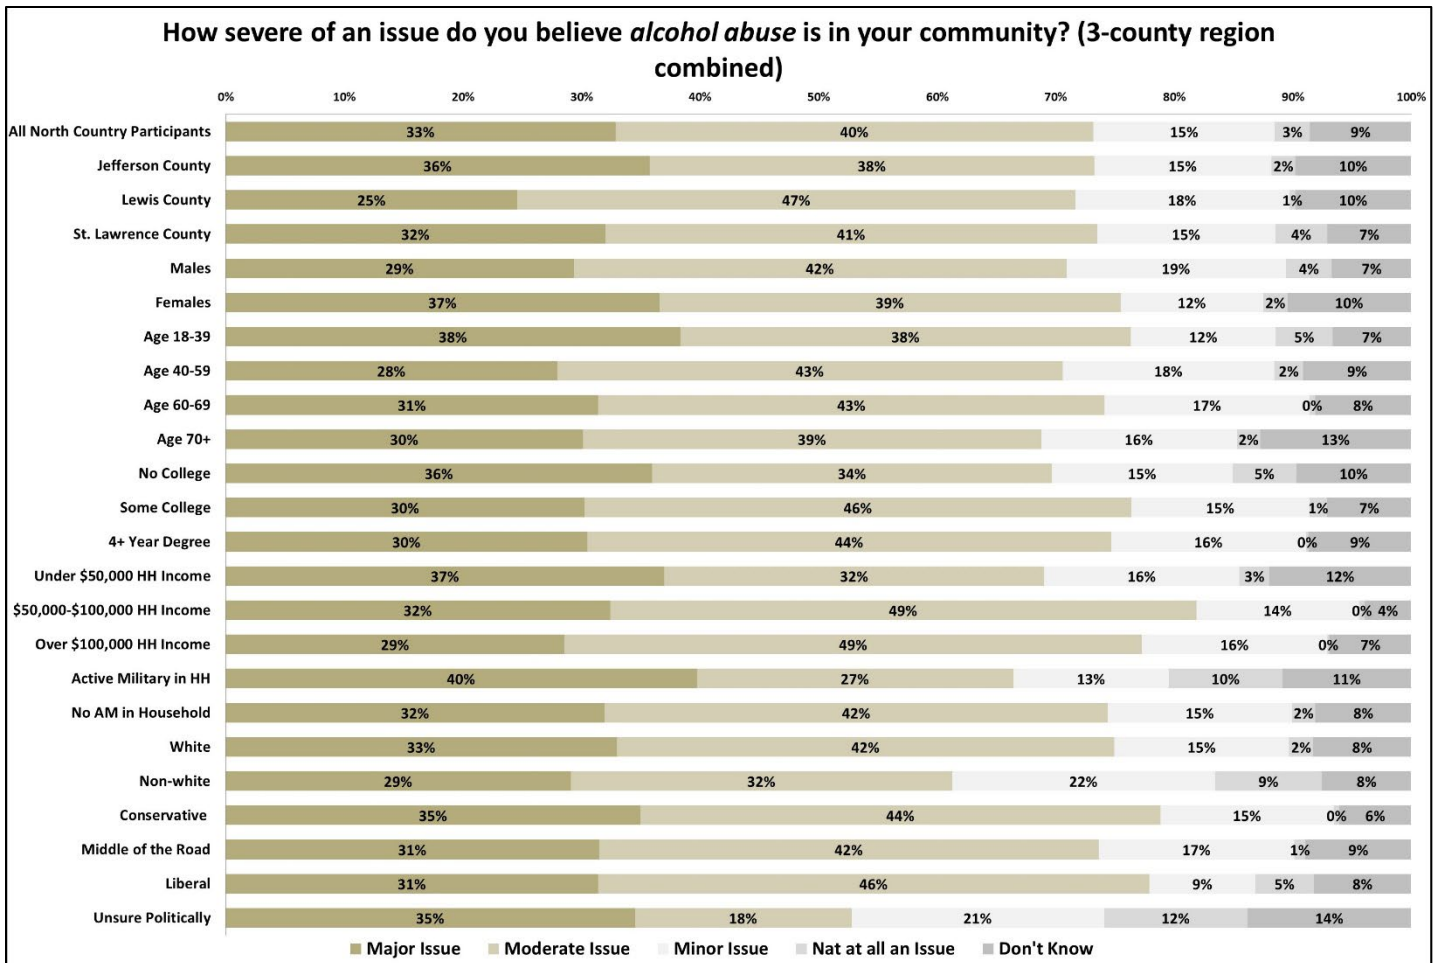 How severe of an issue do you believe alcohol abuse is in your community? (3-county region
combined)
0% 10% 20% 30% 40% 50% 60% 70% 80% 90% 100%
All North Country Participants 33% 40% 15% 3% 9%
Jefferson County 36% 38% 15% 2% 10%
Lewis County 25% 47% 18% 1% 10%
St. Lawrence County 32% 41% 15% 4% 7%
Males 29% 42% 19% 4% 7%
Females 37% 39% 12% 2% 10%
Age 18-39 38% 38% 12% 5% 7%
Age 40-59 28% 43% 18% 2% 9%
Age 60-69 31% 43% 17% 0% 8%
Age 70+ 30% 39% 16% 2% 13%
No College 36% 34% 15% 5% 10%
Some College 30% 46% 15% 1% 7%
4+ Year Degree 30% 44% 16% 0% 9%
Under $50,000 HH Income 37% 32% 16% 3% 12%
$50,000-$100,000 HH Income 32% 49% 14% 0% 4%
Over $100,000 HH Income 29% 49% 16% 0% 7%
Active Military in HH 40% 27% 13% 10% 11%
No AM in Household 32% 42% 15% 2% 8%
White 33% 42% 15% 2% 8%
Non-white 29% 32% 22% 9% 8%
Conservative 35% 44% 15% 0% 6%
Middle of the Road 31% 42% 17% 1% 9%
Liberal 31% 46% 9% 5% 8%
Unsure Politically 35% 18% 21% 12% 14%
Major Issue Moderate Issue Minor Issue Nat at all an Issue Don't Know